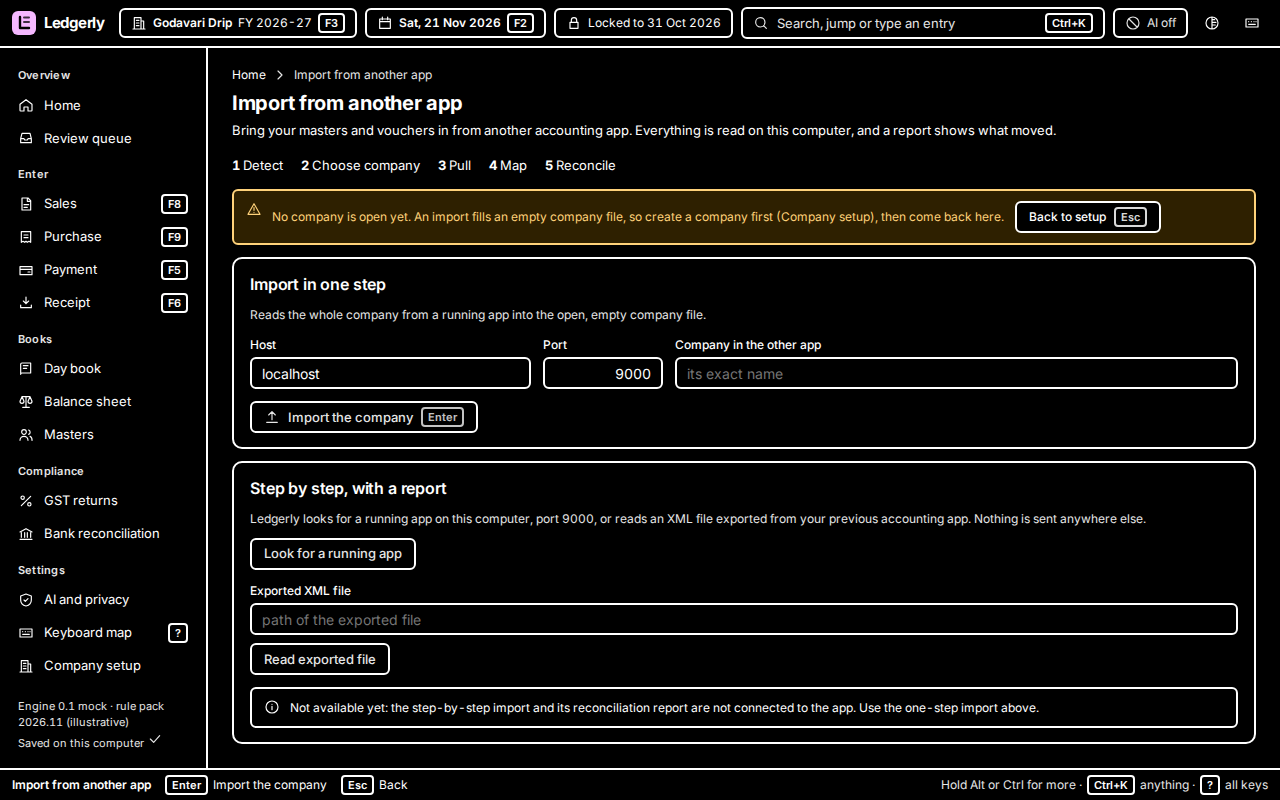 Ledgerly
Godavari Drip FY 2026-27 F3
Sat, 21 Nov 2026 F2
Locked to 31 Oct 2026
Search, jump or type an entry Ctrl+K
AI off
Overview
Home
Review queue
Enter
Sales F8
Purchase F9
Payment F5
Receipt F6
Books
Day book
Balance sheet
Masters
Compliance
GST returns
Bank reconciliation
Settings
AI and privacy
Keyboard map ?
Company setup
Engine 0.1 mock · rule pack
2026.11 (illustrative)
Saved on this computer
Home > Import from another app
Import from another app
Bring your masters and vouchers in from another accounting app. Everything is read on this computer, and a report shows what moved.
1 Detect 2 Choose company 3 Pull 4 Map 5 Reconcile
No company is open yet. An import fills an empty company file, so create a company first (Company setup), then come back here. Back to setup Esc
Import in one step
Reads the whole company from a running app into the open, empty company file.
Host Port Company in the other app
localhost 9000 its exact name
Import the company Enter
Step by step, with a report
Ledgerly looks for a running app on this computer, port 9000, or reads an XML file exported from your previous accounting app. Nothing is sent anywhere else.
Look for a running app
Exported XML file
path of the exported file
Read exported file
Not available yet: the step-by-step import and its reconciliation report are not connected to the app. Use the one-step import above.
Import from another app Enter Import the company Esc Back
Hold Alt or Ctrl for more · Ctrl+K anything · ? all keys